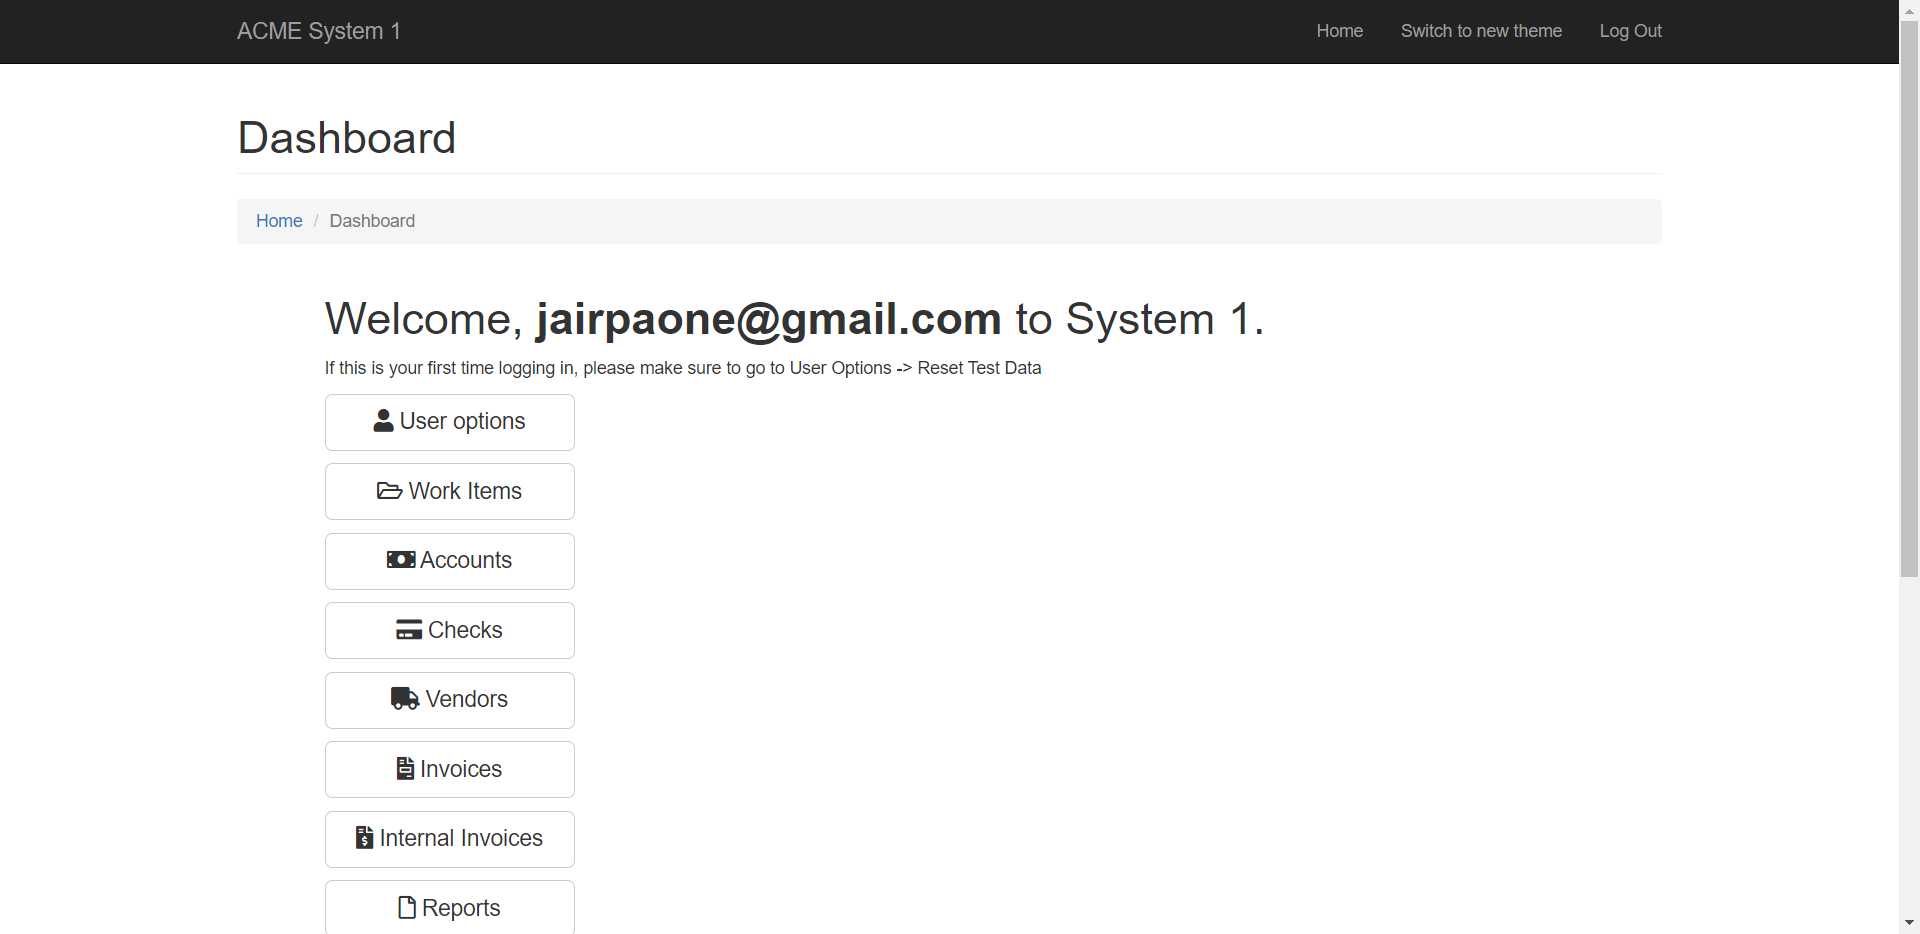 ACME System 1
Home
Switch to new theme
Log Out
Dashboard
Home / Dashboard
Welcome, jairpaone@gmail.com to System 1.
If this is your first time logging in, please make sure to go to User Options -> Reset Test Data
User options
Work Items
Accounts
Checks
Vendors
Invoices
Internal Invoices
Reports